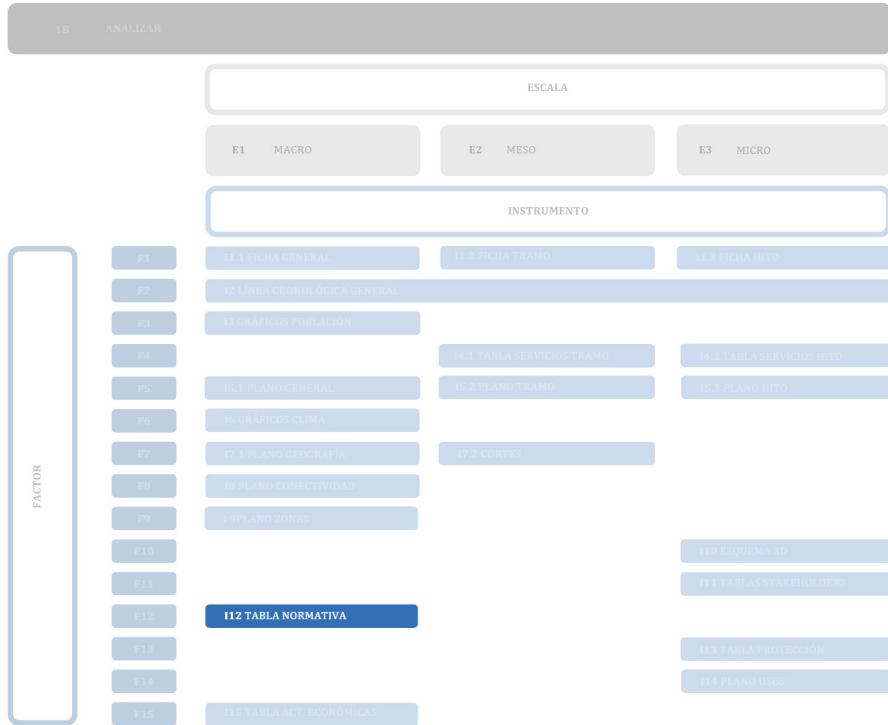 1B ANALIZAR
ESCALA
E1 MACRO E2 MESO E3 MICRO
INSTRUMENTO
FACTOR
F1 I1.1 FICHA GENERAL I1.2 FICHA TRAMO I1.3 FICHA HITO
F2 I2 LÍNEA CRONOLÓGICA GENERAL
F3 I3 GRÁFICOS POBLACIÓN
F4 I4.1 TABLA SERVICIOS TRAMO I4.2 TABLA SERVICIOS HITO
F5 I5.1 PLANO GENERAL I5.2 PLANO TRAMO I5.3 PLANO HITO
F6 I6 GRÁFICOS CLIMA
F7 I7.1 PLANO GEOGRAFÍA I7.2 CORTES
F8 I8 PLANO CONECTIVIDAD
F9 I 9PLANO ZONAS
F10 I10 ESQUEMA 3D
F11 I11 TABLAS STAKEHOLDERS
F12 I12 TABLA NORMATIVA
F13 I13 TABLA PROTECCIÓN
F14 I14 PLANO USOS
F15 I15 TABLA ACT. ECONÓMICAS